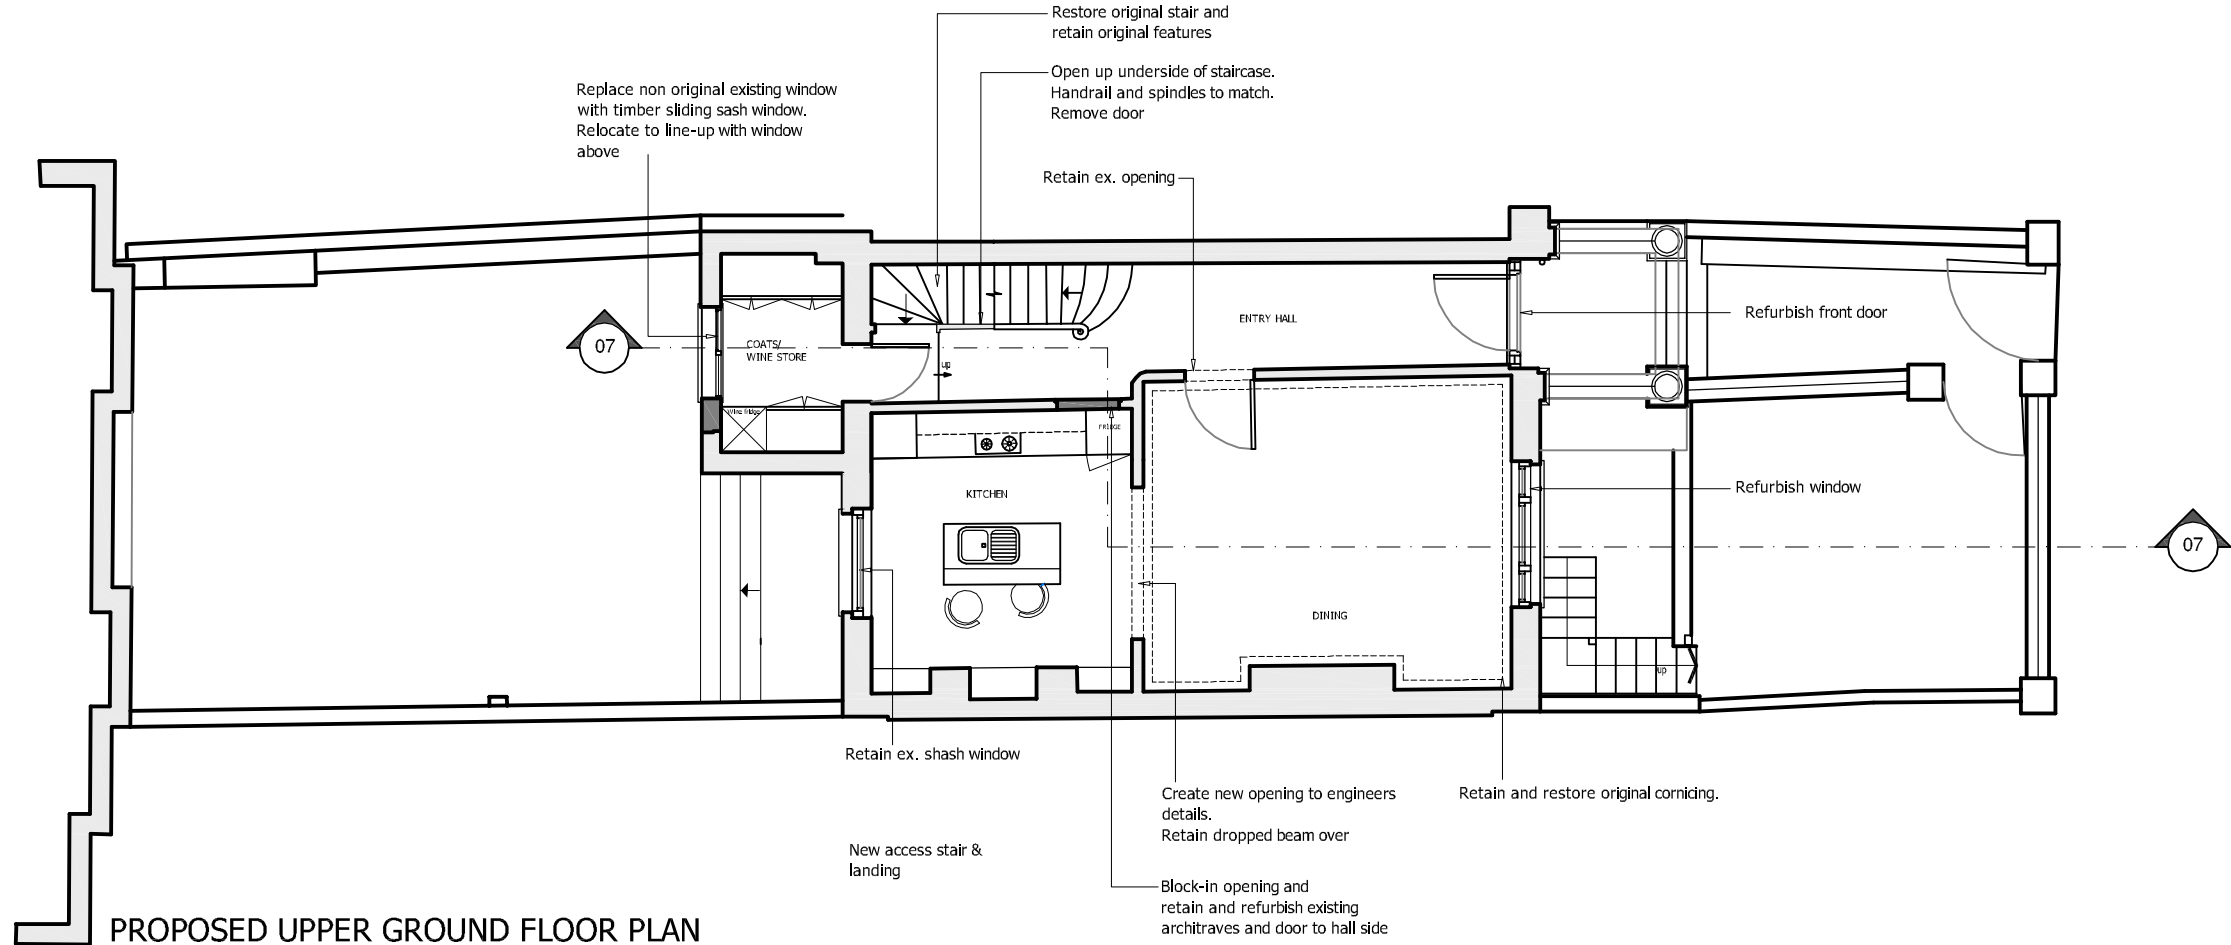 Restore original stair and
retain original features
Open up underside of staircase.
Handrail and spindles to match.
Remove door
Replace non original existing window
with timber sliding sash window.
Relocate to line-up with window
above
Retain ex. opening
ENTRY HALL
Refurbish front door
07
COATS/
WINE STORE
up
Wine fridge
FRIDGE
KITCHEN
Refurbish window
07
DINING
up
Retain ex. shash window
Create new opening to engineers
details.
Retain dropped beam over
Retain and restore original cornicing.
New access stair &
landing
Block-in opening and
retain and refurbish existing
architraves and door to hall side
PROPOSED UPPER GROUND FLOOR PLAN